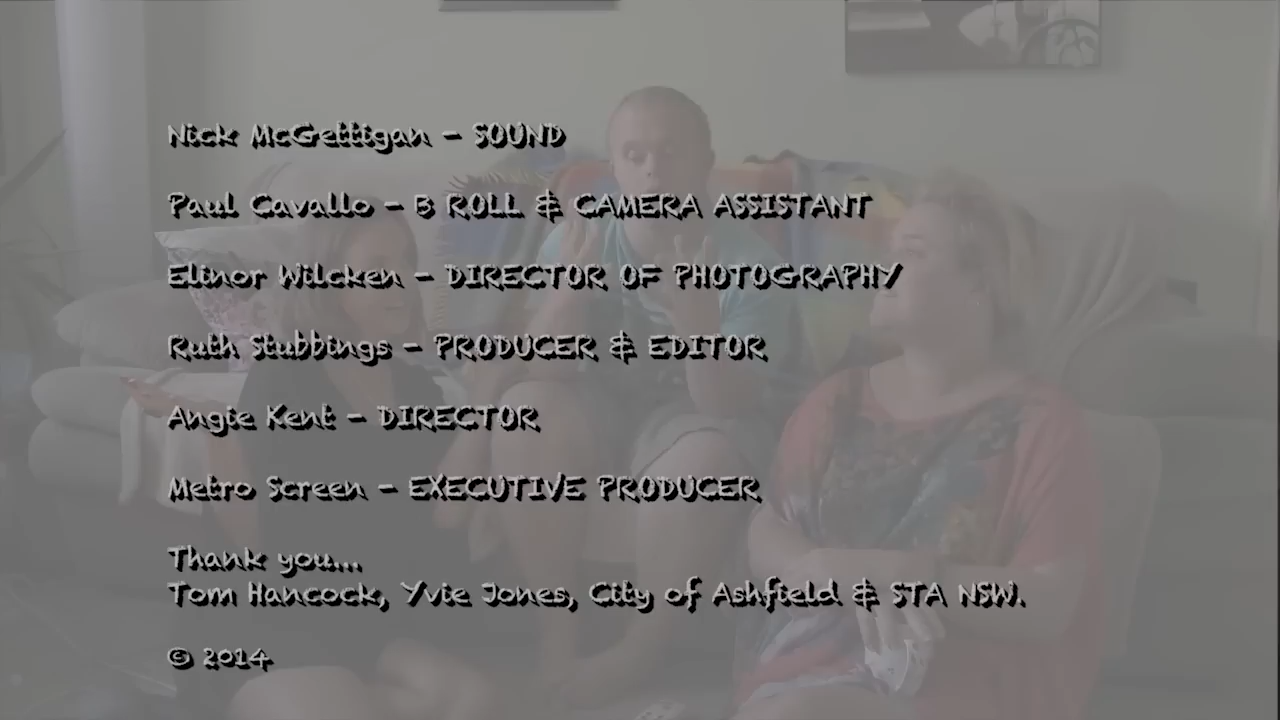 Nick McGettigan - SOUND
Paul Cavallo - B ROLL & CAMERA ASSISTANT
Elinor Wilcken - DIRECTOR OF PHOTOGRAPHY
Ruth Stubbings - PRODUCER & EDITOR
Angie Kent - DIRECTOR
Metro Screen - EXECUTIVE PRODUCER
Thank you...
Tom Hancock, Yvie Jones, City of Ashfield & STA NSW.
© 2014